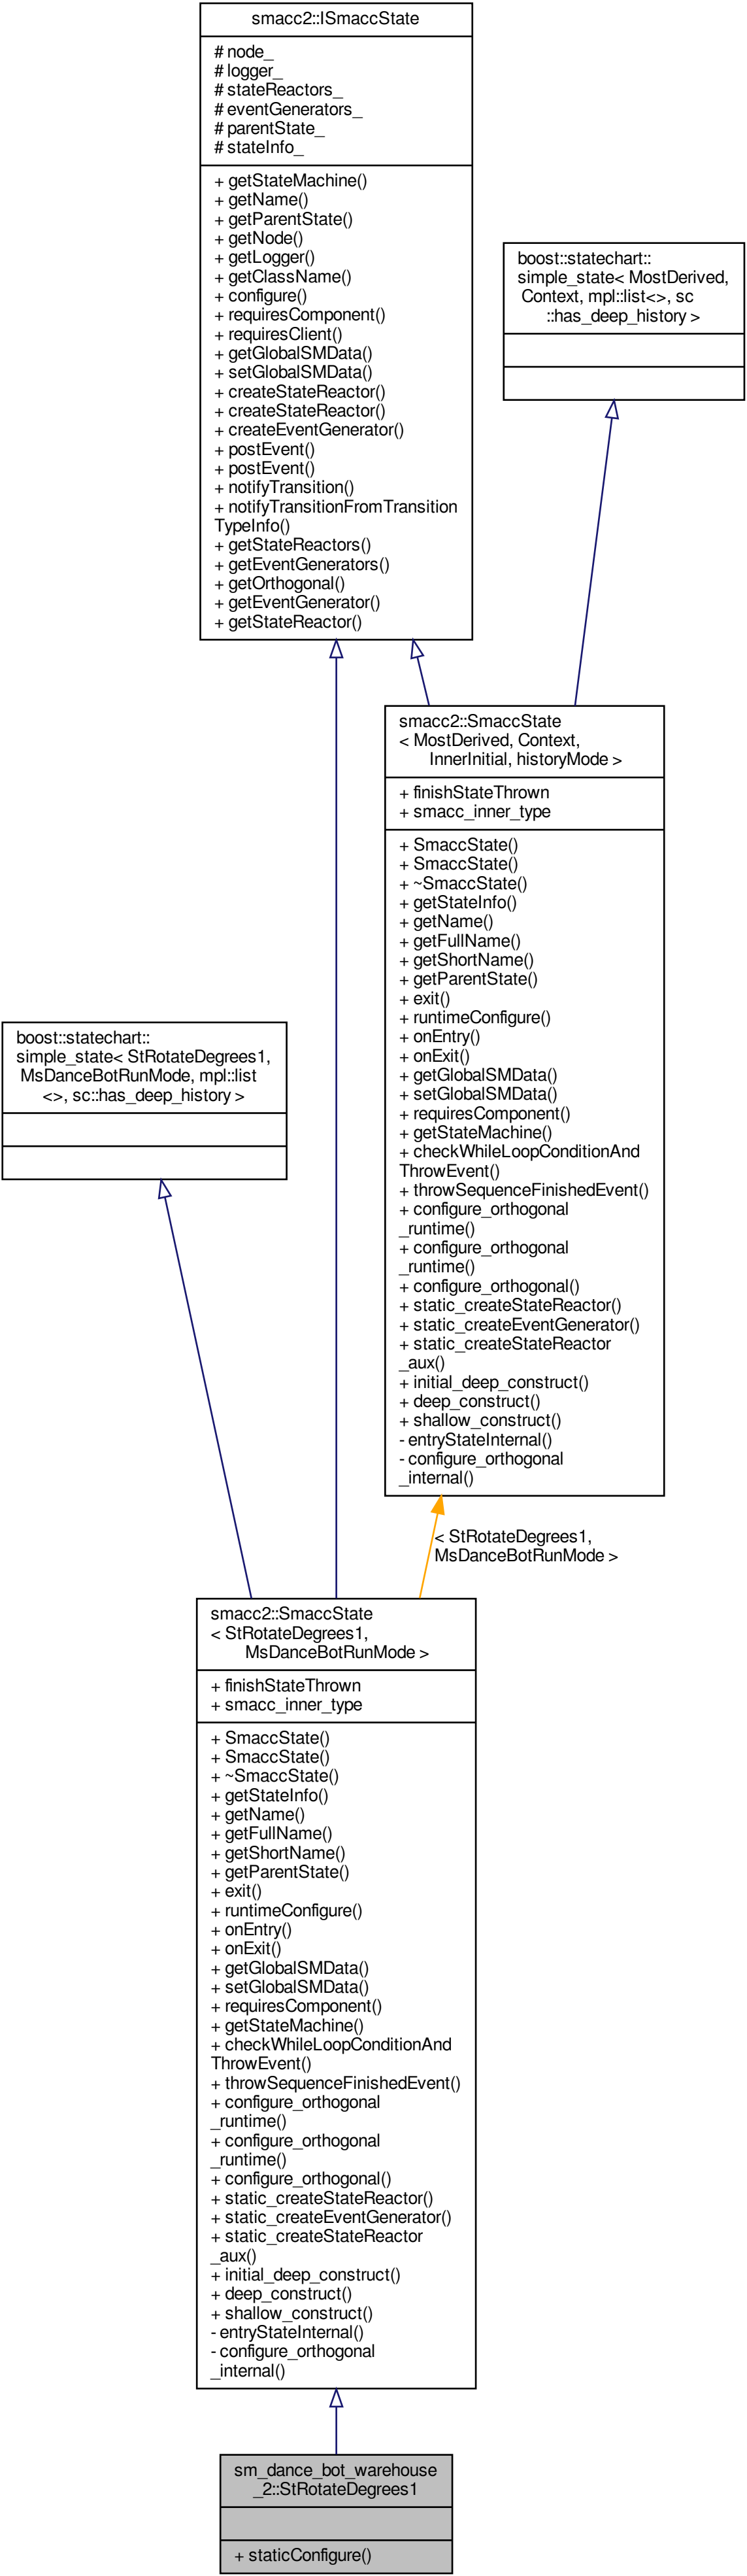 smacc2::ISmaccState
# node_
# logger_
# stateReactors_
# eventGenerators_
# parentState_
# stateInfo_
+ getStateMachine()
+ getName()
+ getParentState()
+ getNode()
+ getLogger()
+ getClassName()
+ configure()
+ requiresComponent()
+ requiresClient()
+ getGlobalSMData()
+ setGlobalSMData()
+ createStateReactor()
+ createStateReactor()
+ createEventGenerator()
+ postEvent()
+ postEvent()
+ notifyTransition()
+ notifyTransitionFromTransition
TypeInfo()
+ getStateReactors()
+ getEventGenerators()
+ getOrthogonal()
+ getEventGenerator()
+ getStateReactor()
boost::statechart::
simple_state< MostDerived,
Context, mpl::list<>, sc
::has_deep_history >
smacc2::SmaccState
< MostDerived, Context,
InnerInitial, historyMode >
+ finishStateThrown
+ smacc_inner_type
+ SmaccState()
+ SmaccState()
+ ~SmaccState()
+ getStateInfo()
+ getName()
+ getFullName()
+ getShortName()
+ getParentState()
+ exit()
+ runtimeConfigure()
+ onEntry()
+ onExit()
+ getGlobalSMData()
+ setGlobalSMData()
+ requiresComponent()
+ getStateMachine()
+ checkWhileLoopConditionAnd
ThrowEvent()
+ throwSequenceFinishedEvent()
+ configure_orthogonal
_runtime()
+ configure_orthogonal
_runtime()
+ configure_orthogonal()
+ static_createStateReactor()
+ static_createEventGenerator()
+ static_createStateReactor
_aux()
+ initial_deep_construct()
+ deep_construct()
+ shallow_construct()
- entryStateInternal()
- configure_orthogonal
_internal()
boost::statechart::
simple_state< StRotateDegrees1,
MsDanceBotRunMode, mpl::list
<>, sc::has_deep_history >
< StRotateDegrees1,
MsDanceBotRunMode >
smacc2::SmaccState
< StRotateDegrees1,
MsDanceBotRunMode >
+ finishStateThrown
+ smacc_inner_type
+ SmaccState()
+ SmaccState()
+ ~SmaccState()
+ getStateInfo()
+ getName()
+ getFullName()
+ getShortName()
+ getParentState()
+ exit()
+ runtimeConfigure()
+ onEntry()
+ onExit()
+ getGlobalSMData()
+ setGlobalSMData()
+ requiresComponent()
+ getStateMachine()
+ checkWhileLoopConditionAnd
ThrowEvent()
+ throwSequenceFinishedEvent()
+ configure_orthogonal
_runtime()
+ configure_orthogonal
_runtime()
+ configure_orthogonal()
+ static_createStateReactor()
+ static_createEventGenerator()
+ static_createStateReactor
_aux()
+ initial_deep_construct()
+ deep_construct()
+ shallow_construct()
- entryStateInternal()
- configure_orthogonal
_internal()
sm_dance_bot_warehouse
_2::StRotateDegrees1
+ staticConfigure()